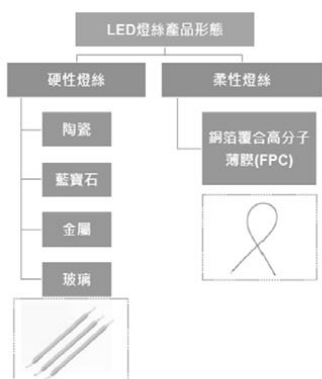 LED燈絲產品形態
硬性燈絲
柔性燈絲
陶瓷
藍寶石
金屬
玻璃
銅箔覆合高分子
薄膜(FPC)